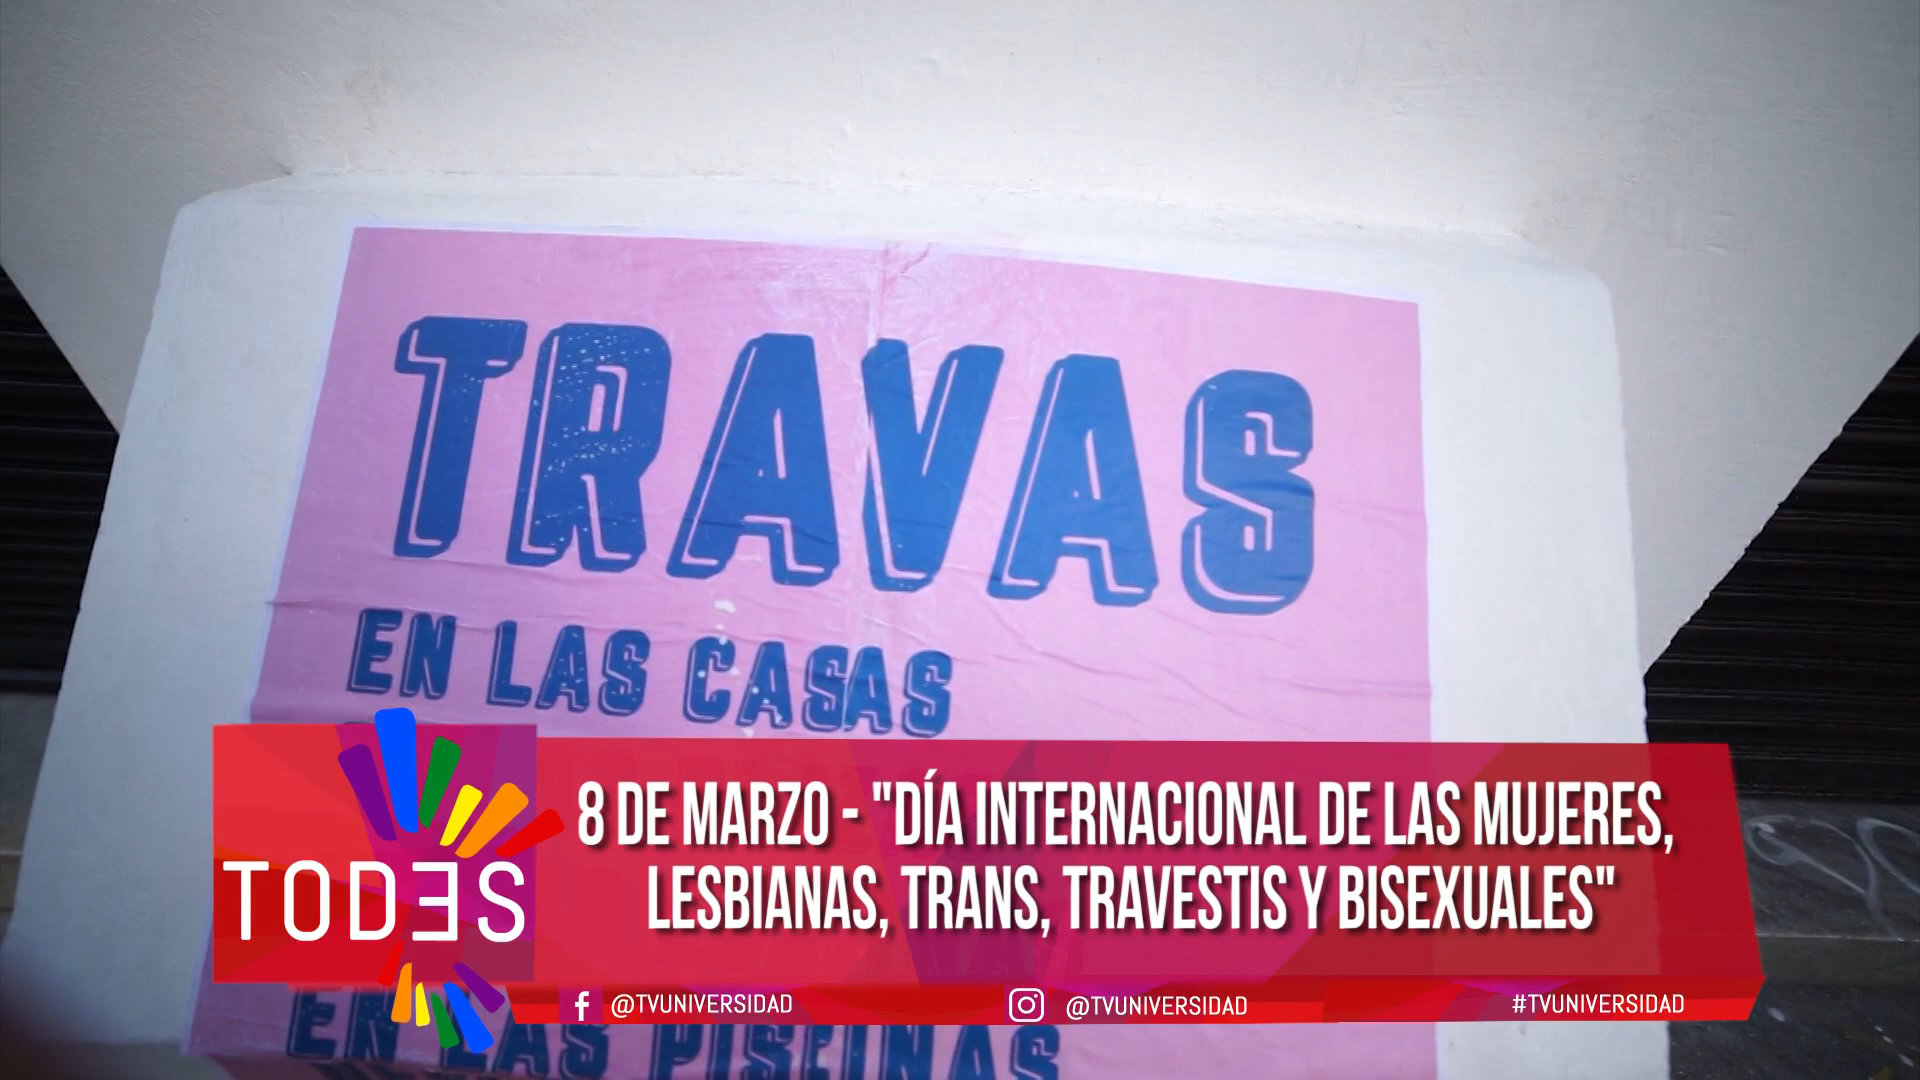 TRAVAS
EN LAS CASAS
8 DE MARZO - "DÍA INTERNACIONAL DE LAS MUJERES,
LESBIANAS, TRANS, TRAVESTIS Y BISEXUALES"
TODƎS
@TVUNIVERSIDAD
@TVUNIVERSIDAD
#TVUNIVERSIDAD
EN LAS PISCINAS